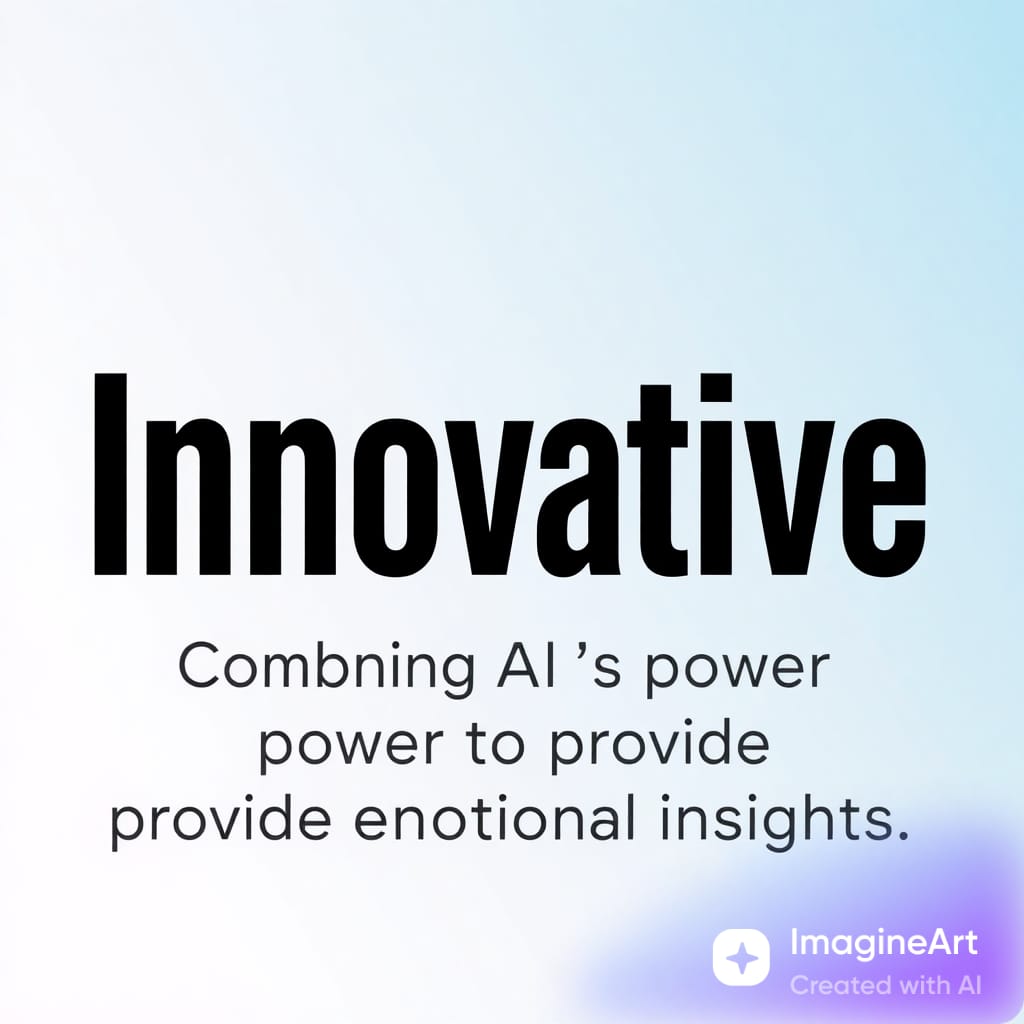 Innovative
Combning AI ’s power
power to provide
provide enotional insights.
ImagineArt
Created with AI